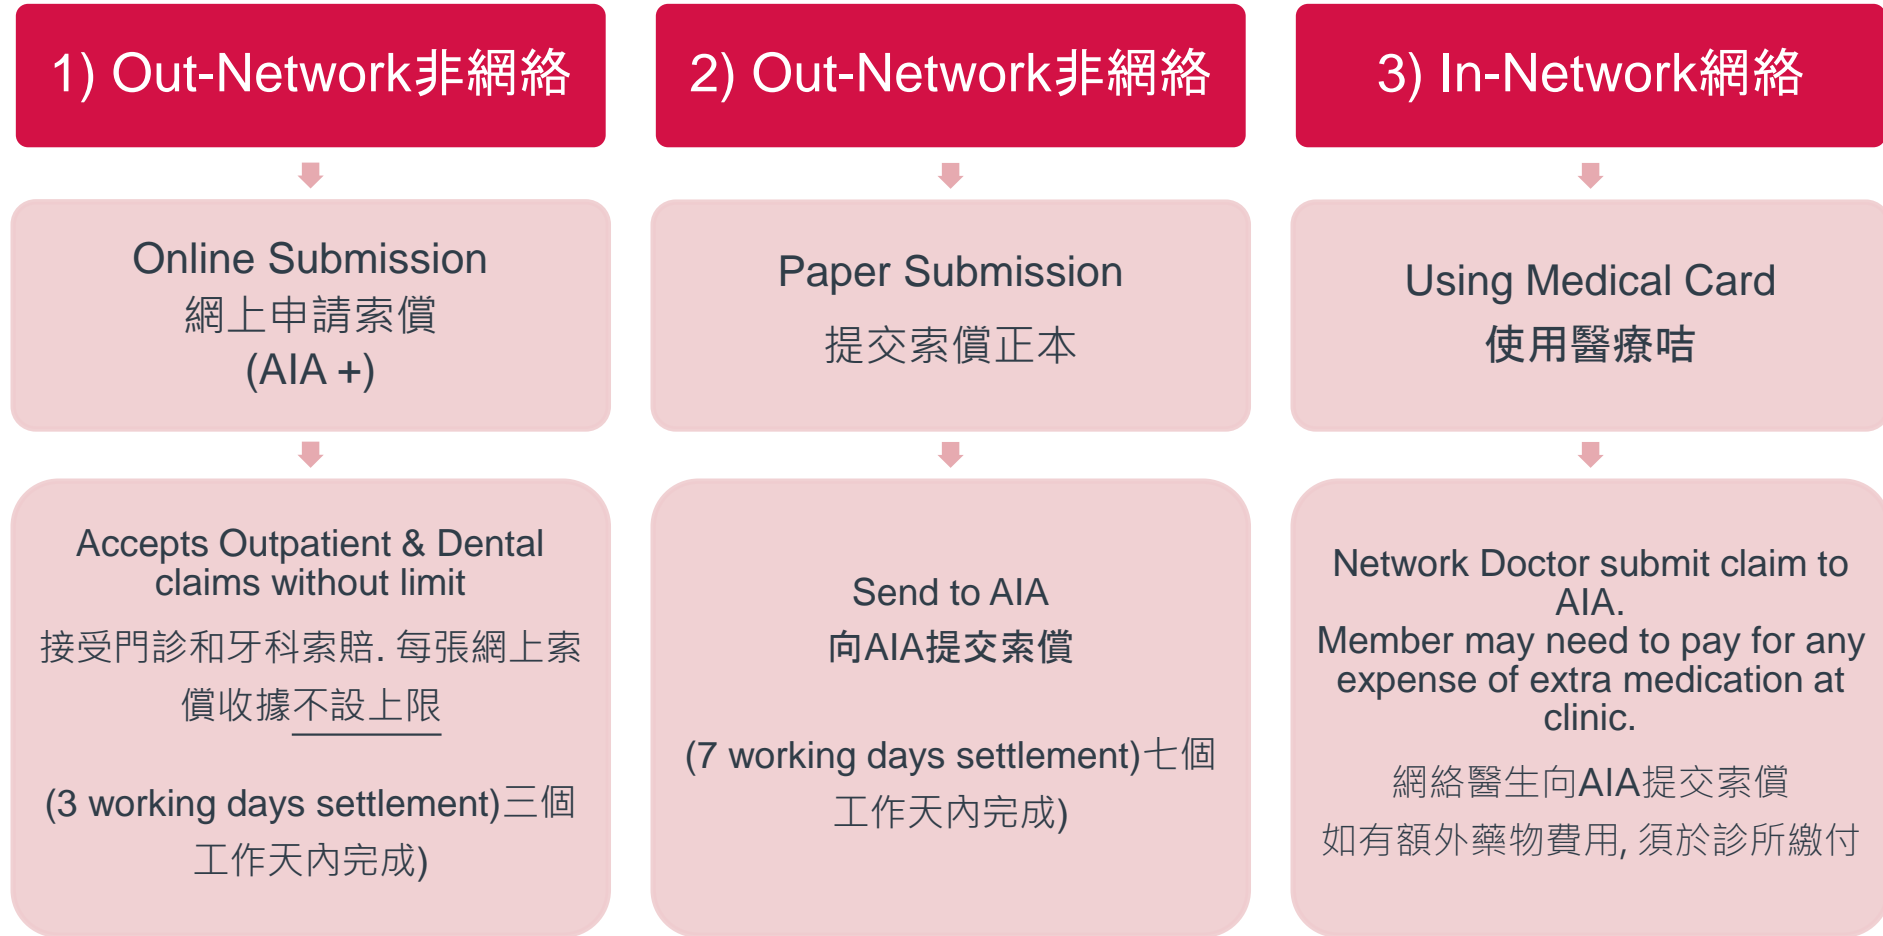 1) Out-Network非網絡
Online Submission
網上申請索償
(AIA +)
Accepts Outpatient & Dental
claims without limit
接受門診和牙科索賠. 每張網上索
償收據不設上限
(3 working days settlement)三個
工作天內完成)
2) Out-Network非網絡
Paper Submission
提交索償正本
Send to AIA
向AIA提交索償
(7 working days settlement)七個
工作天內完成)
3) In-Network網絡
Using Medical Card
使用醫療咭
Network Doctor submit claim to
AIA.
Member may need to pay for any
expense of extra medication at
clinic.
網絡醫生向AIA提交索償
如有額外藥物費用, 須於診所繳付